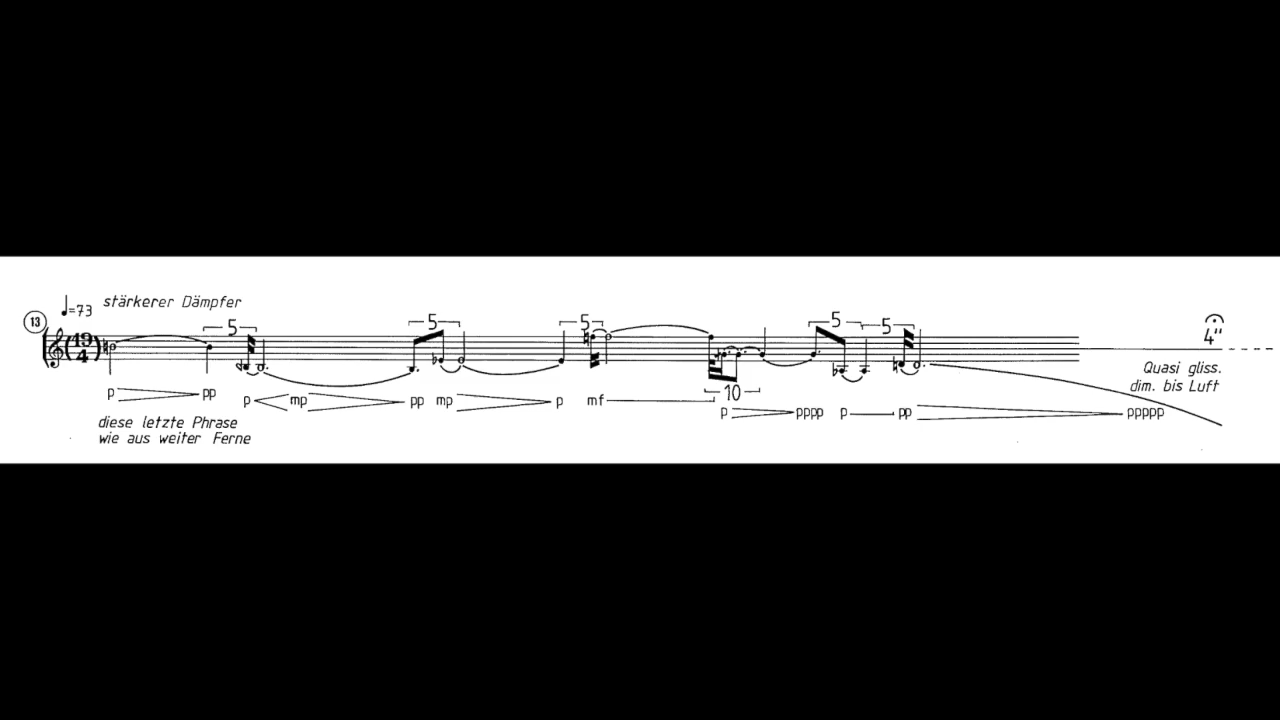 ♩=73 stärkerer Dämpfer
13
19
4
5 5 5 5 5
10
4''
Quasi gliss.
dim. bis Luft
p pp p mp pp mp p mf
p pppp p pp ppppp
diese letzte Phrase
wie aus weiter Ferne